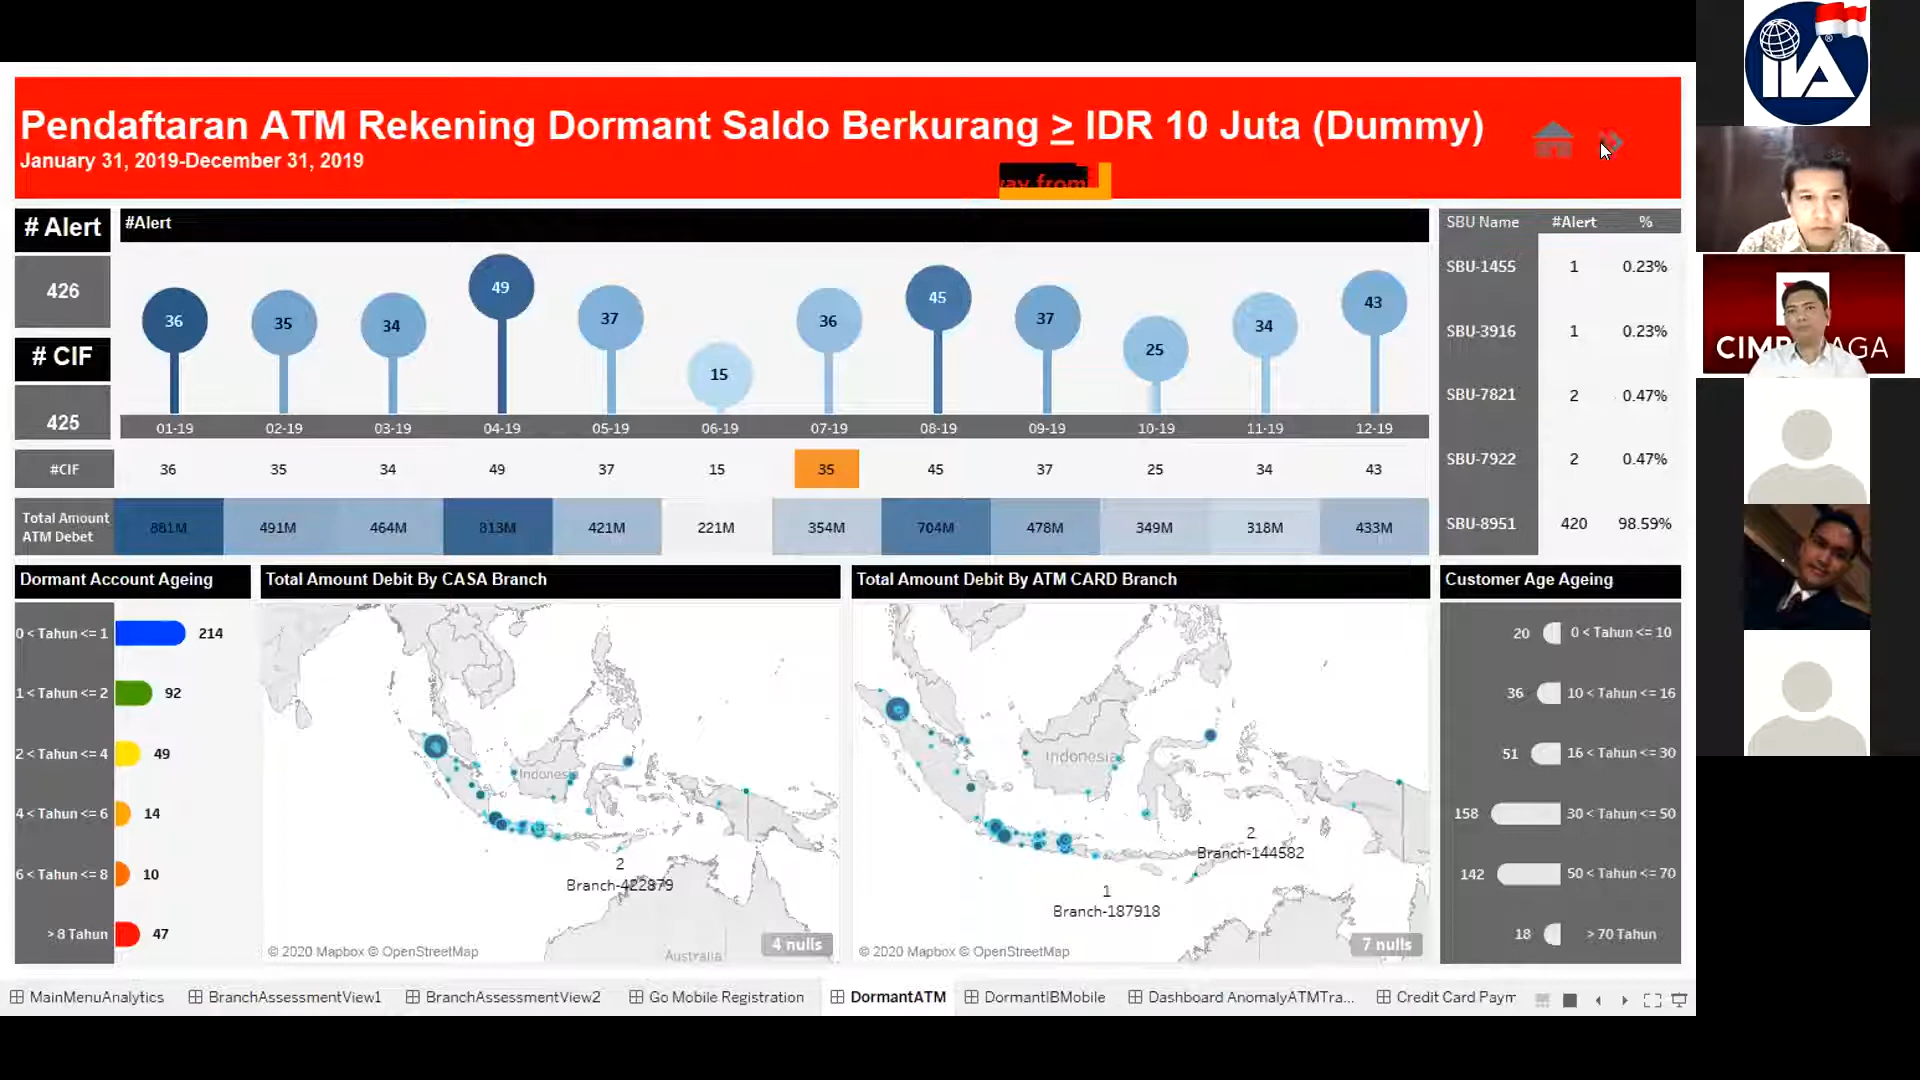 Pendaftaran ATM Rekening Dormant Saldo Berkurang ≥ IDR 10 Juta (Dummy)
January 31, 2019-December 31, 2019
from
# Alert
426
# CIF
425
#Alert
36
35
34
49
37
15
36
45
37
25
34
43
01-19
02-19
03-19
04-19
05-19
06-19
07-19
08-19
09-19
10-19
11-19
12-19
#CIF
36
35
34
49
37
15
35
45
37
25
34
43
Total Amount
ATM Debet
881M
491M
464M
813M
421M
221M
354M
704M
478M
349M
318M
433M
SBU Name #Alert %
SBU-1455 1 0.23%
SBU-3916 1 0.23%
SBU-7821 2 0.47%
SBU-7922 2 0.47%
SBU-8951 420 98.59%
Dormant Account Ageing
0 < Tahun <= 1 214
1 < Tahun <= 2 92
2 < Tahun <= 4 49
4 < Tahun <= 6 14
6 < Tahun <= 8 10
> 8 Tahun 47
Total Amount Debit By CASA Branch
Indonesia
2
Branch-422879
Australia
© 2020 Mapbox © OpenStreetMap
4 nulls
Total Amount Debit By ATM CARD Branch
Indonesia
2
Branch-144582
1
Branch-187918
© 2020 Mapbox © OpenStreetMap
7 nulls
Customer Age Ageing
20 0 < Tahun <= 10
36 10 < Tahun <= 16
51 16 < Tahun <= 30
158 30 < Tahun <= 50
142 50 < Tahun <= 70
18 > 70 Tahun
MainMenuAnalytics
BranchAssessmentView1
BranchAssessmentView2
Go Mobile Registration
DormantATM
DormantIBMobile
Dashboard AnomalyATMTra...
Credit Card Paym
IIA
®